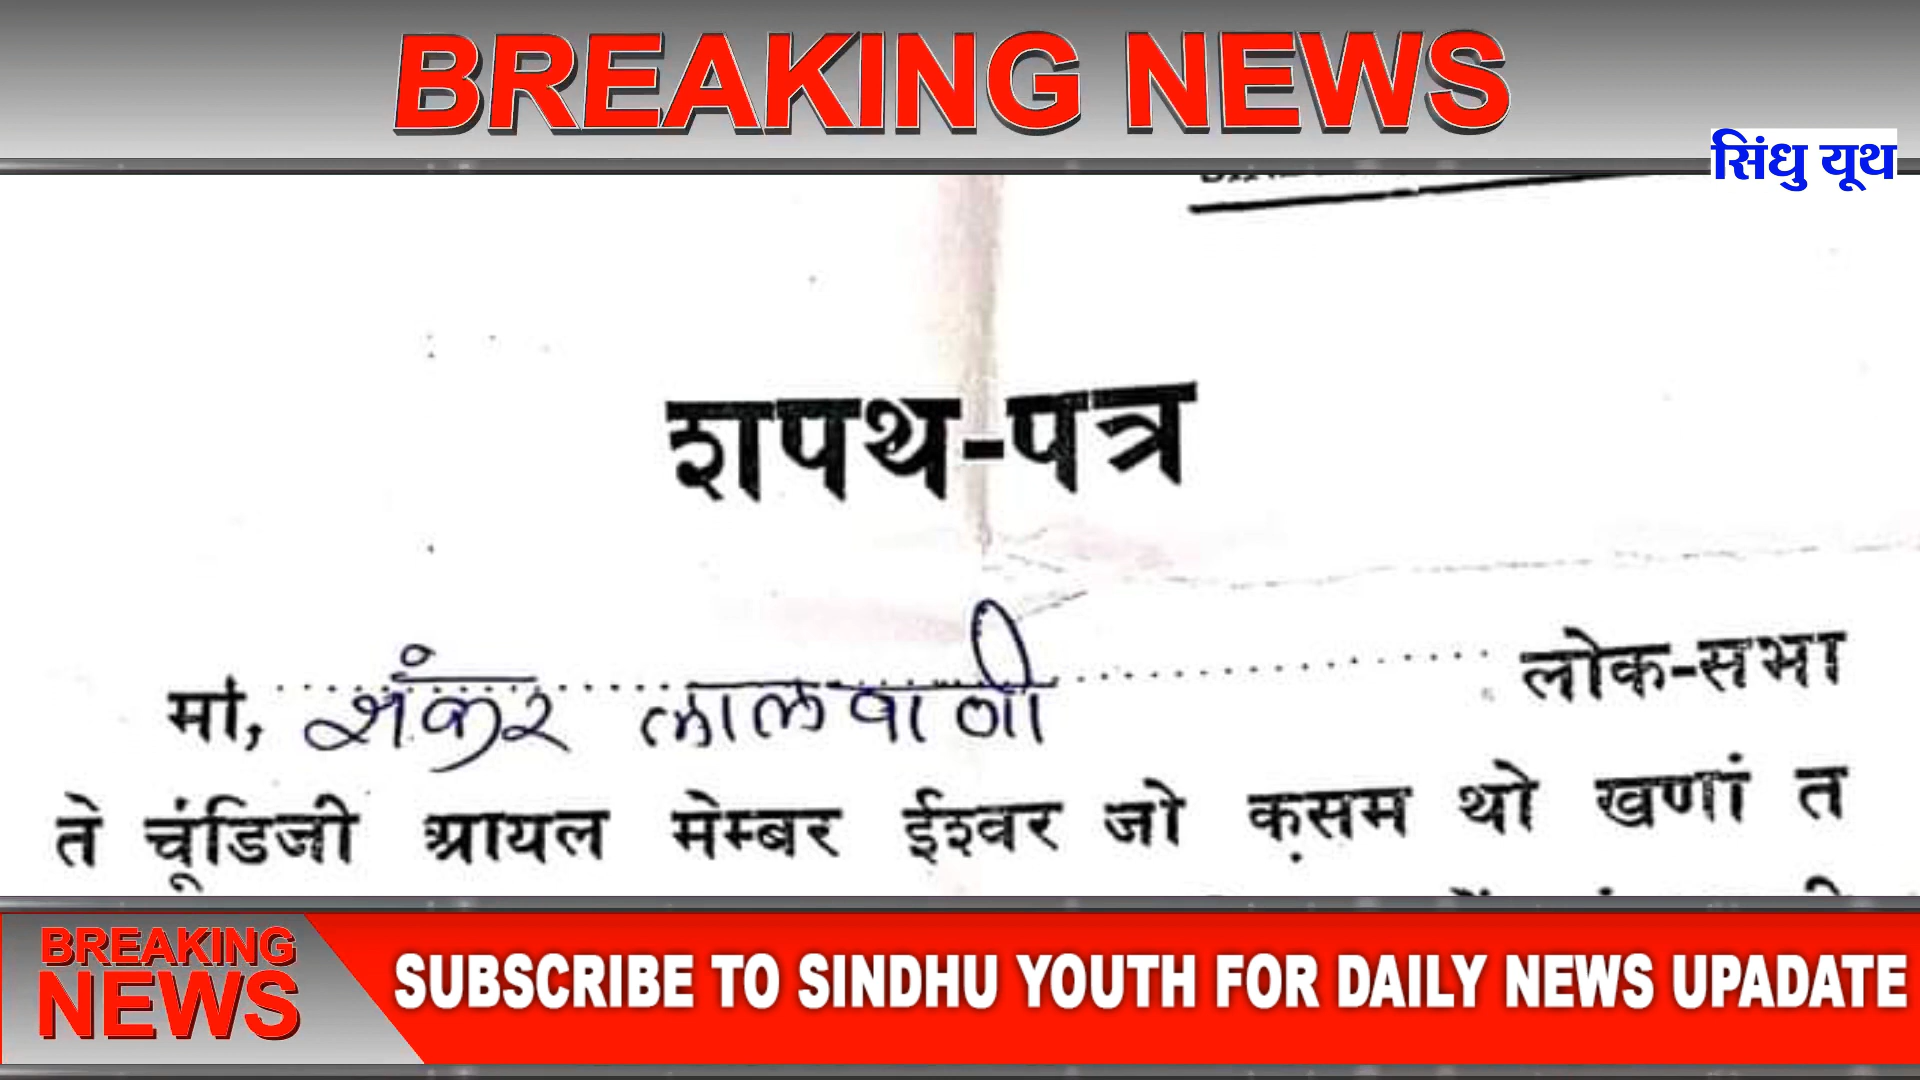 BREAKING NEWS
सिंधु यूथ
शपथ-पत्र
मां, शंकर लालवाणी लोक-सभा
ते चूंडिजी आयल मेम्बर ईश्वर जो क़सम थो खणां त
BREAKING
NEWS
SUBSCRIBE TO SINDHU YOUTH FOR DAILY NEWS UPADATE